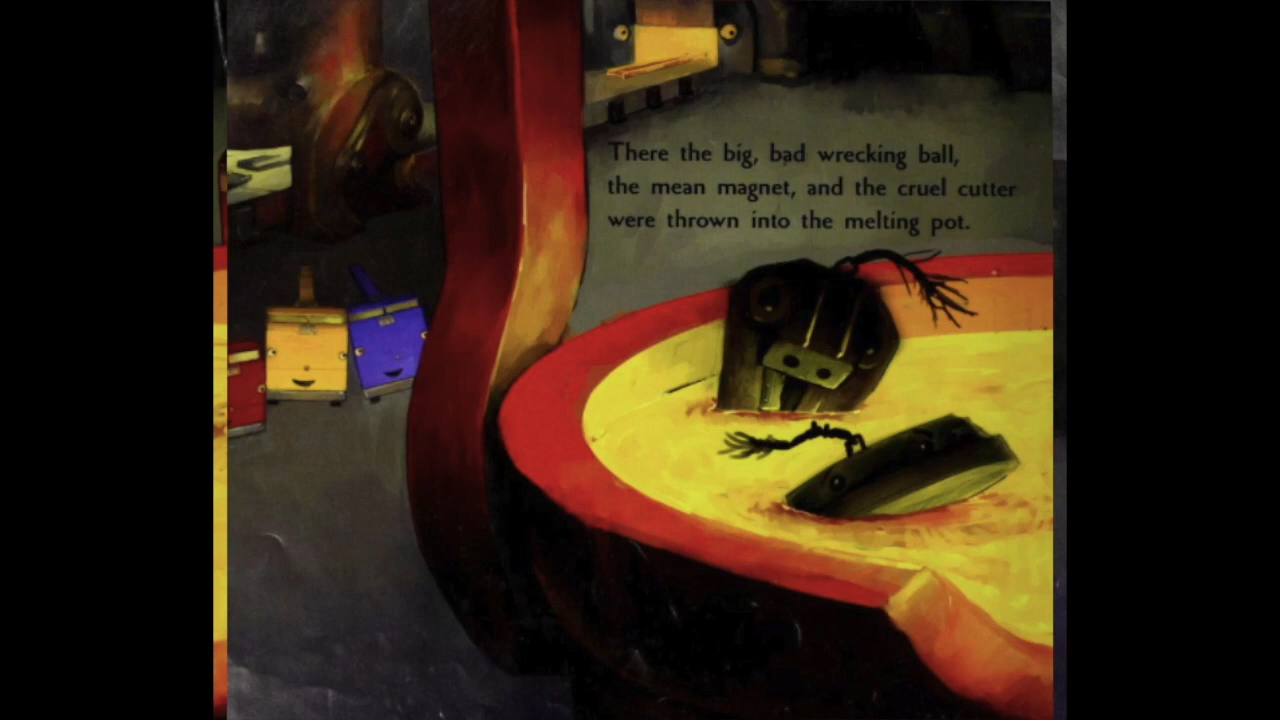 There the big, bad wrecking ball,
the mean magnet, and the cruel cutter
were thrown into the melting pot.